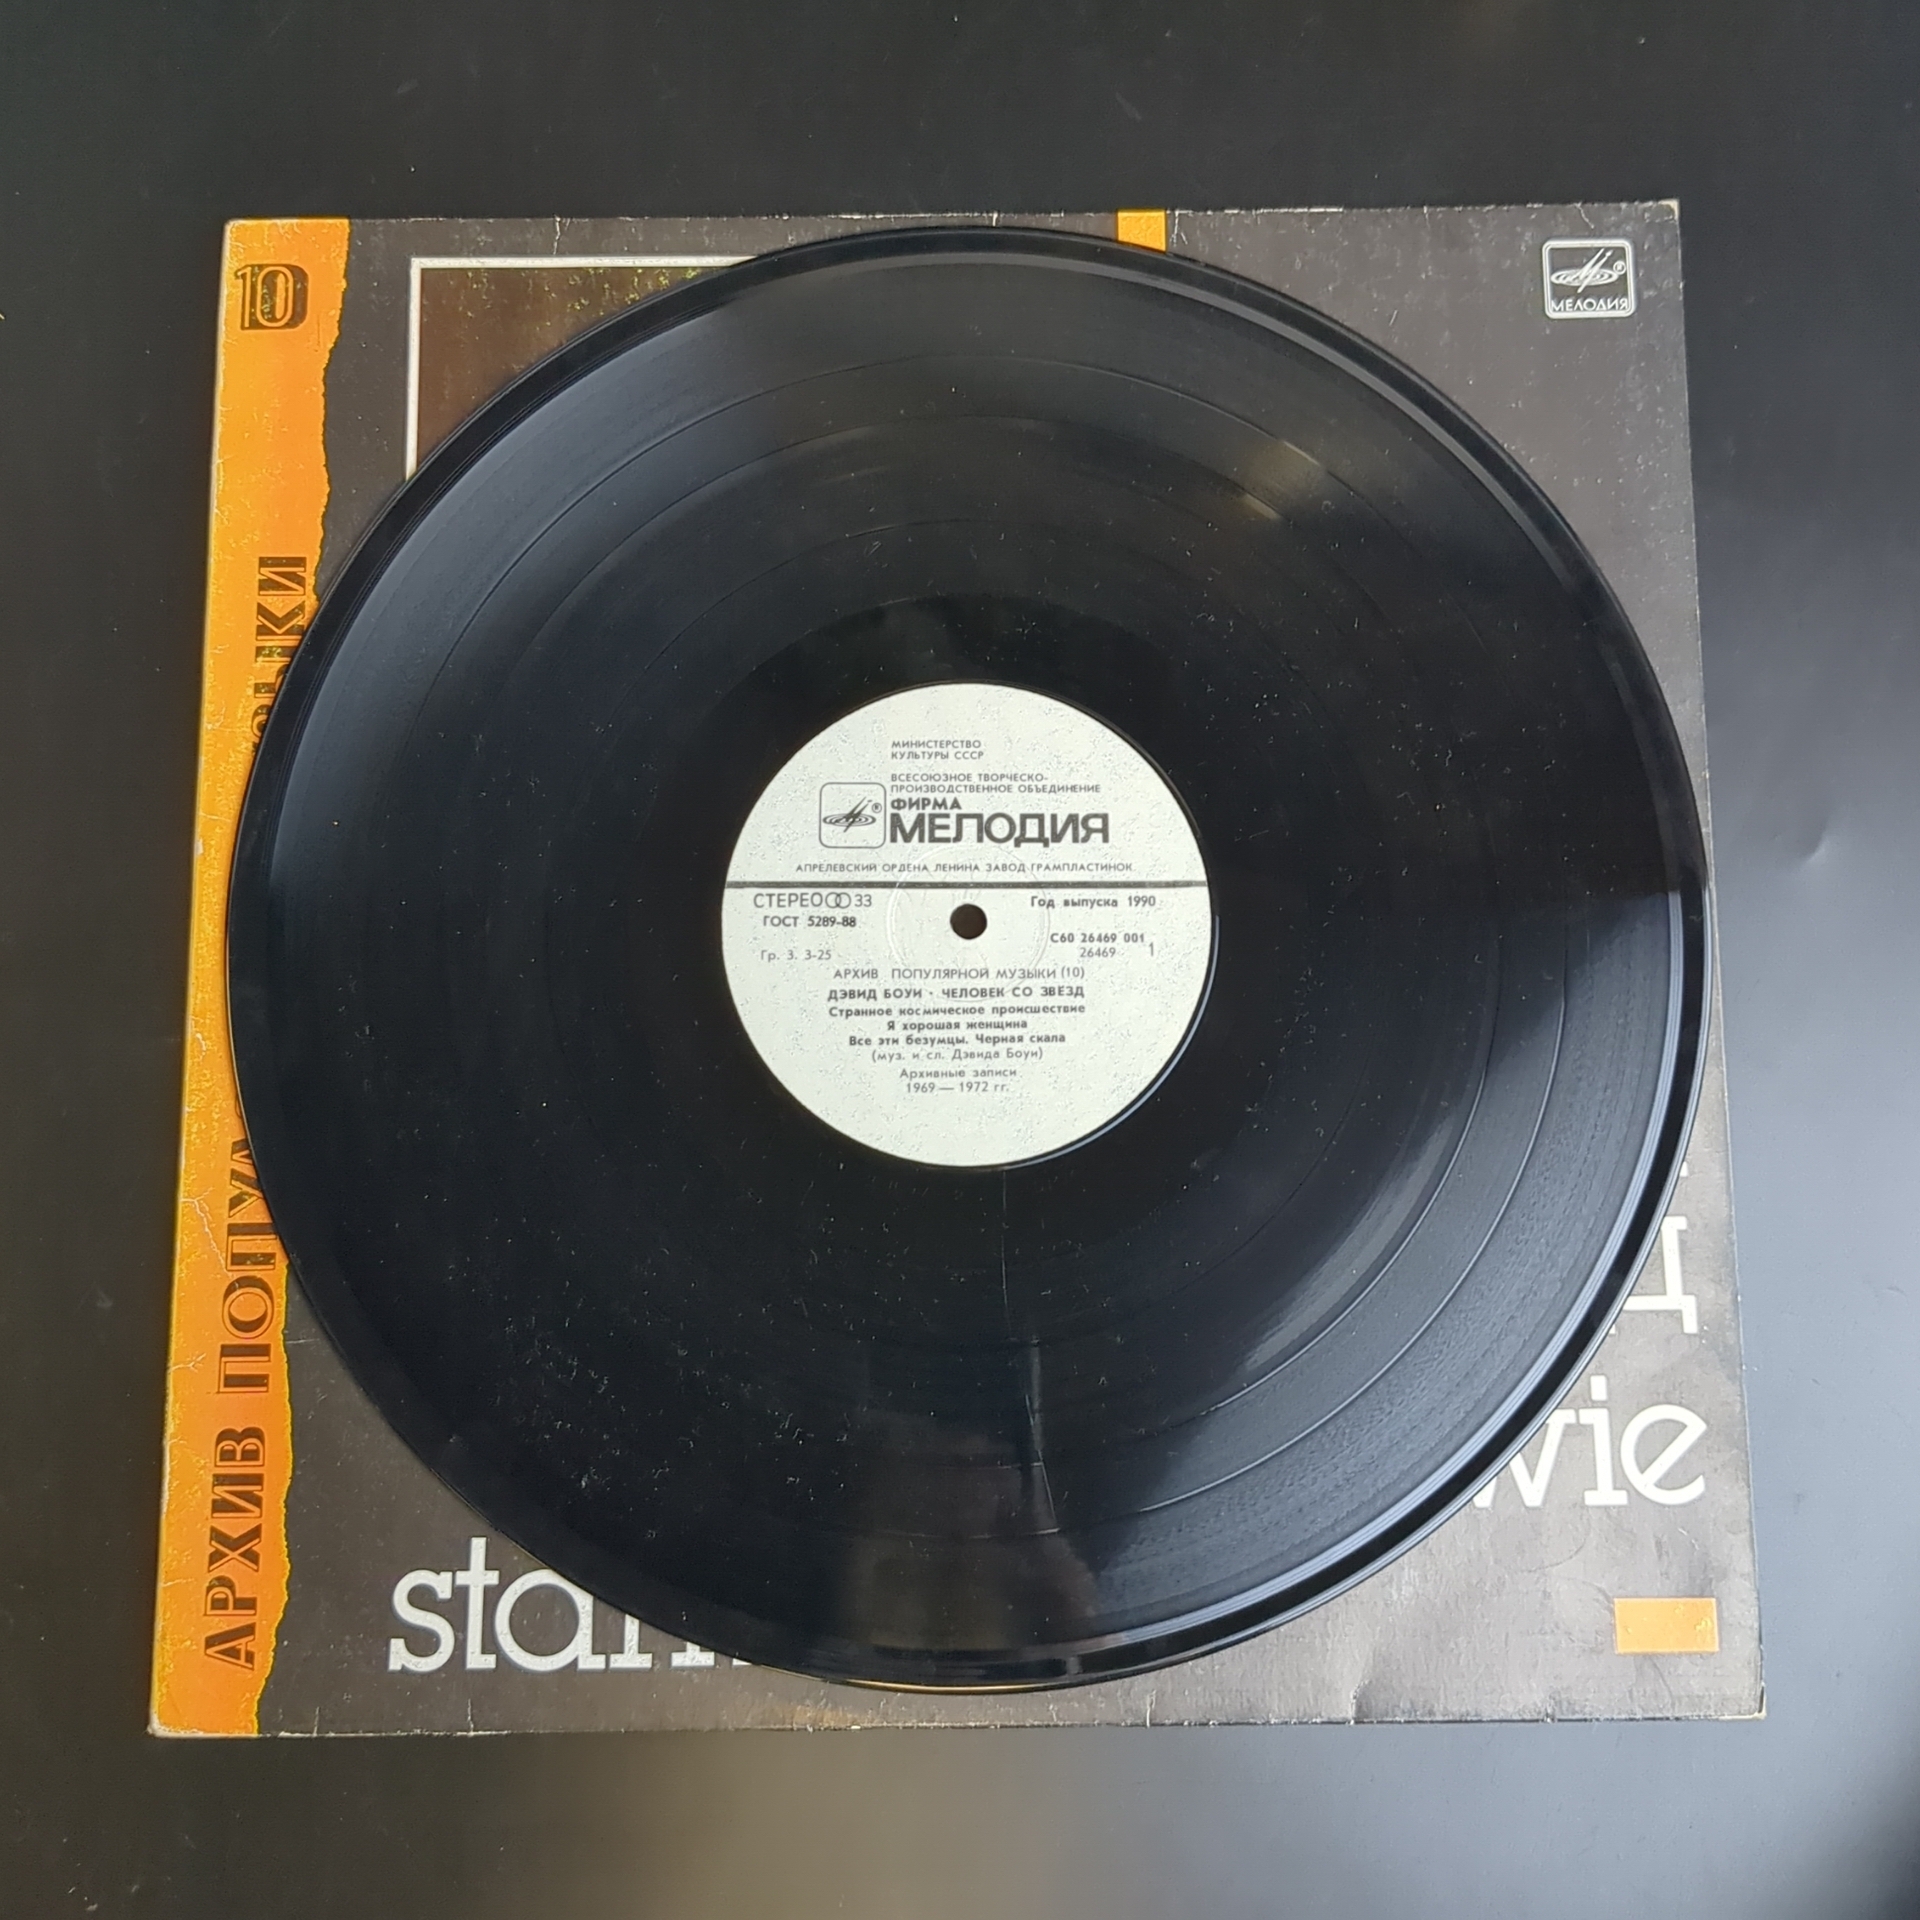 10
АРХИВ ПОПУЛ
ЫКИ
МЕЛОДИЯ
МИНИСТЕРСТВО
КУЛЬТУРЫ СССР
ВСЕСОЮЗНОЕ ТВОРЧЕСКО-
ПРОИЗВОДСТВЕННОЕ ОБЪЕДИНЕНИЕ
ФИРМА
МЕЛОДИЯ
АПРЕЛЕВСКИЙ ОРДЕНА ЛЕНИНА ЗАВОД ГРАМПЛАСТИНОК
СТЕРЕО 33
Год выпуска 1990
ГОСТ 5289-88
С60 26469 001
Гр. 3. 3-25
26469 1
АРХИВ ПОПУЛЯРНОЙ МУЗЫКИ (10)
ДЭВИД БОУИ · ЧЕЛОВЕК СО ЗВЕЗД
Странное космическое происшествие
Я хорошая женщина
Все эти безумцы. Черная скала
(муз. и сл. Дэвида Боуи)
Архивные записи
1969 — 1972 гг.
Д
wie
star